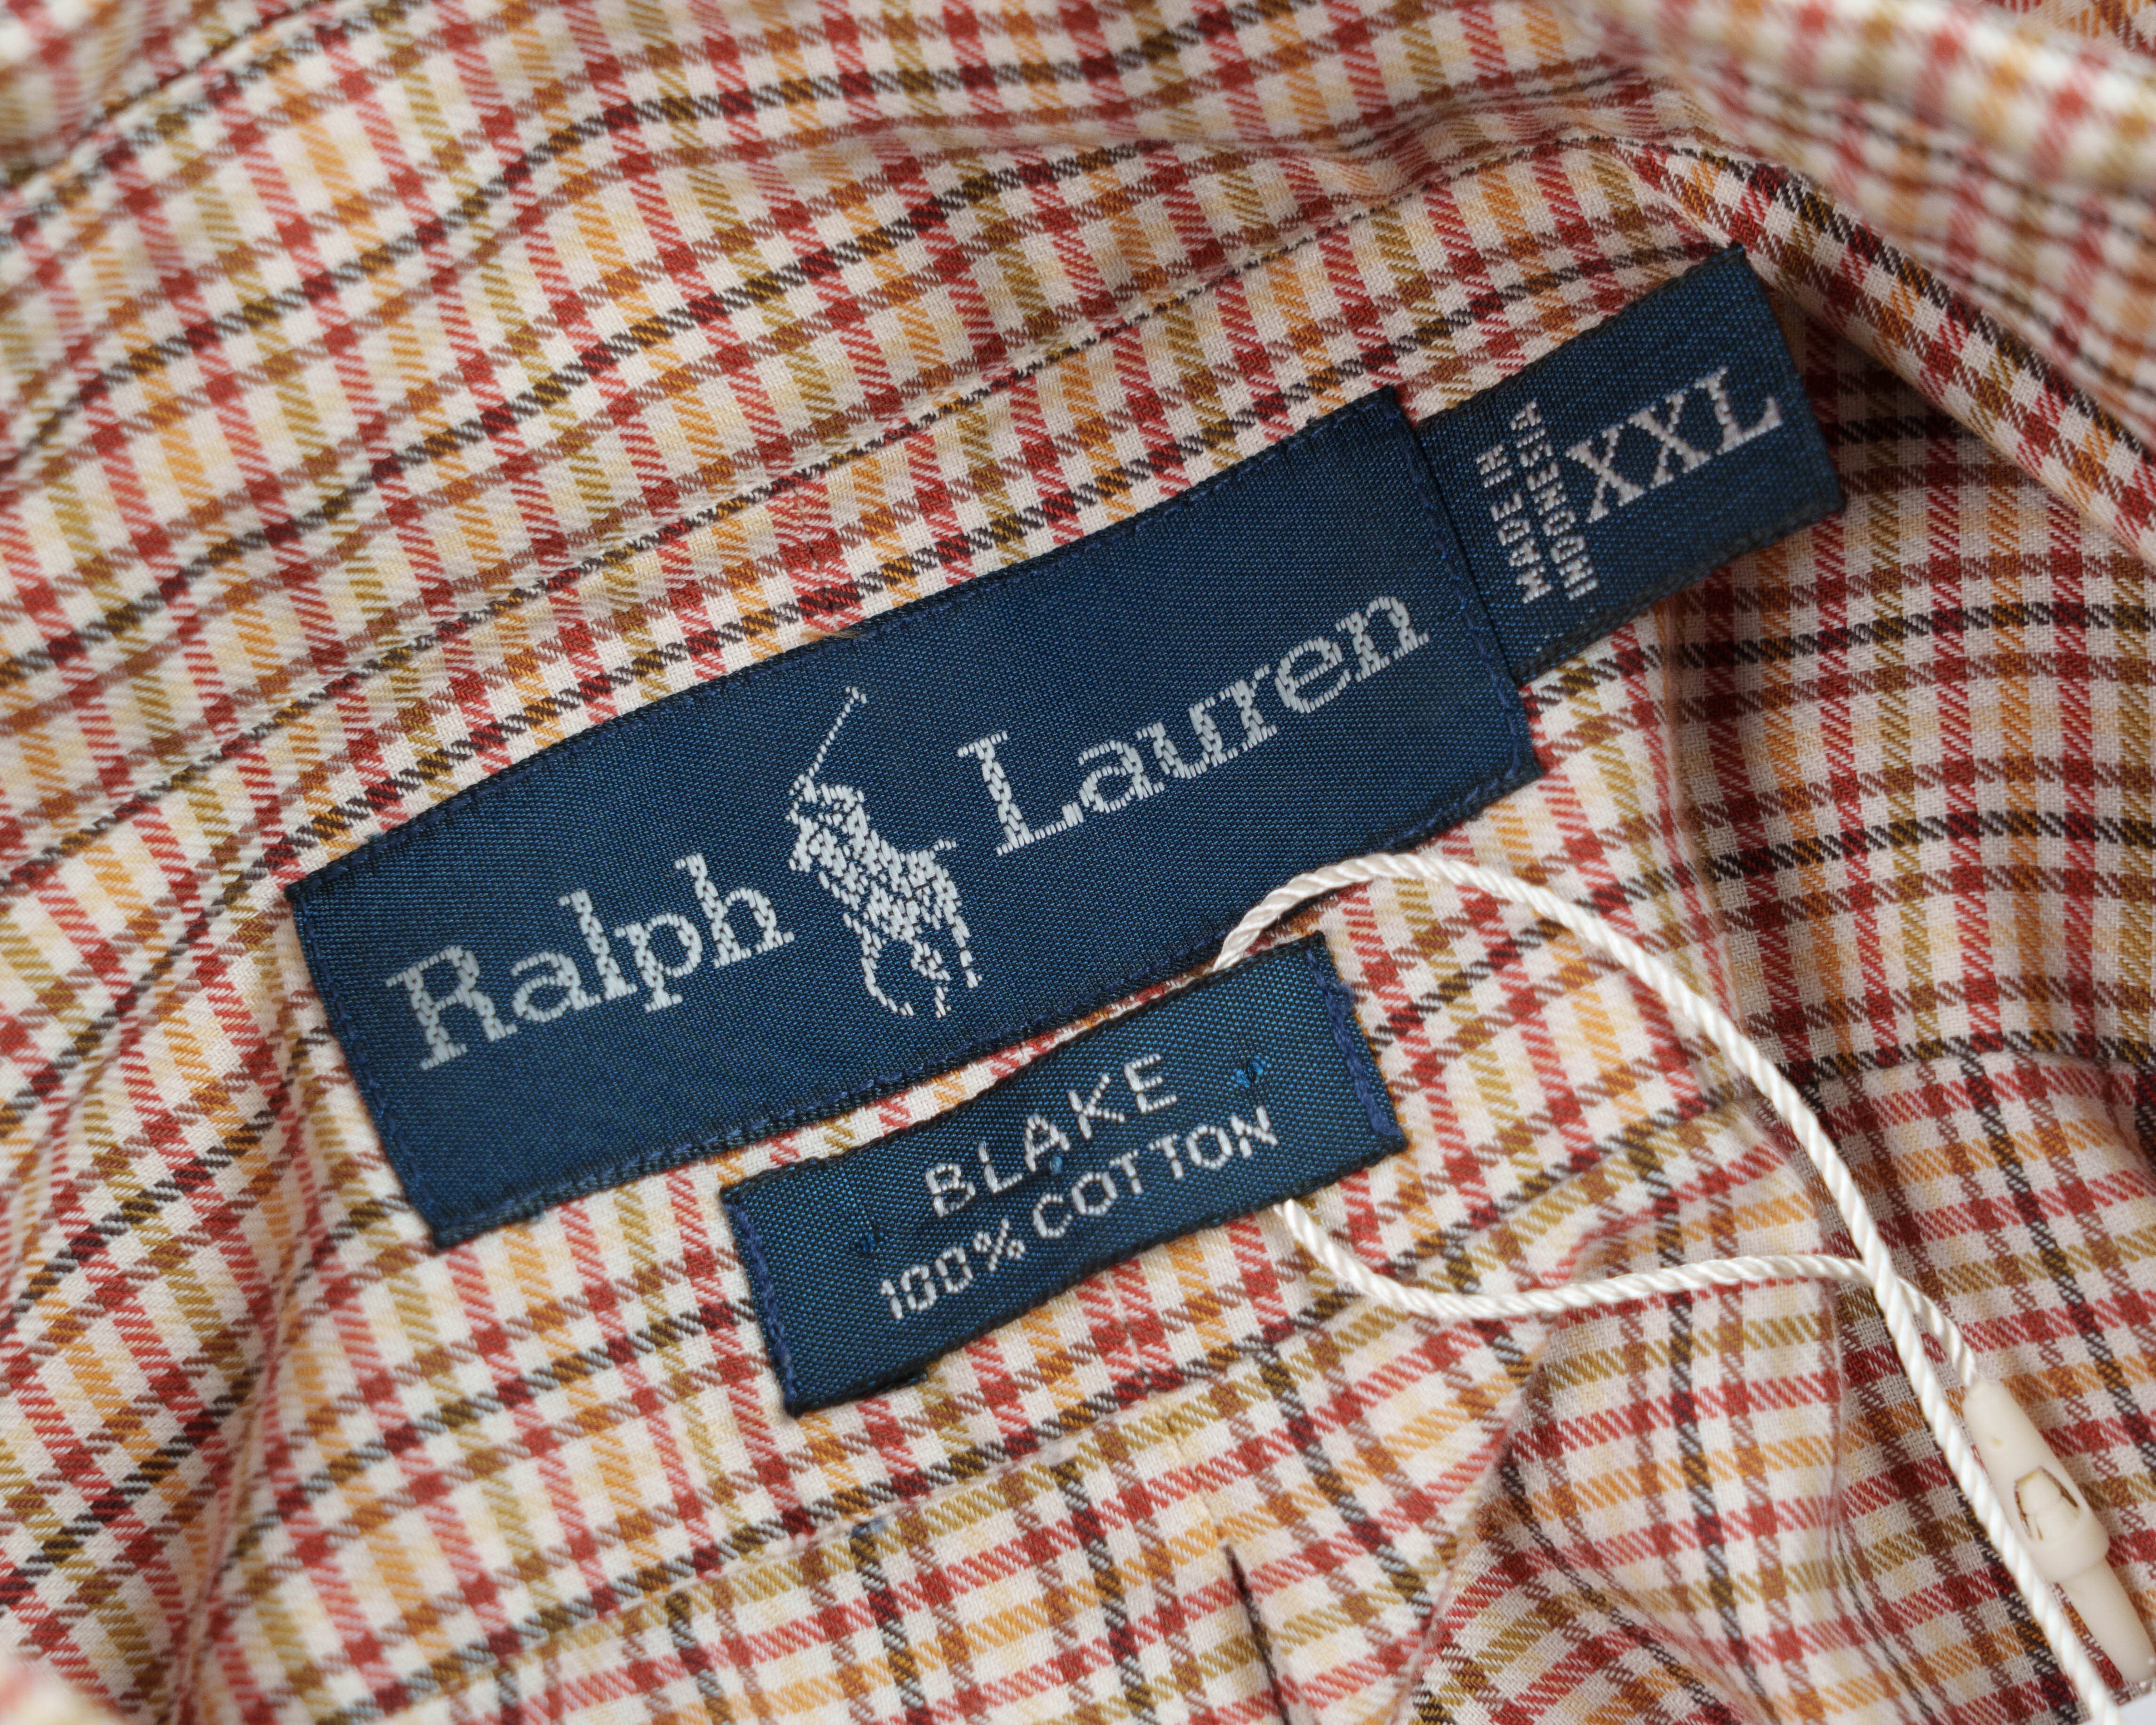 Ralph Lauren
MADE IN
INDONESIA
XXL
BLAKE
100% COTTON